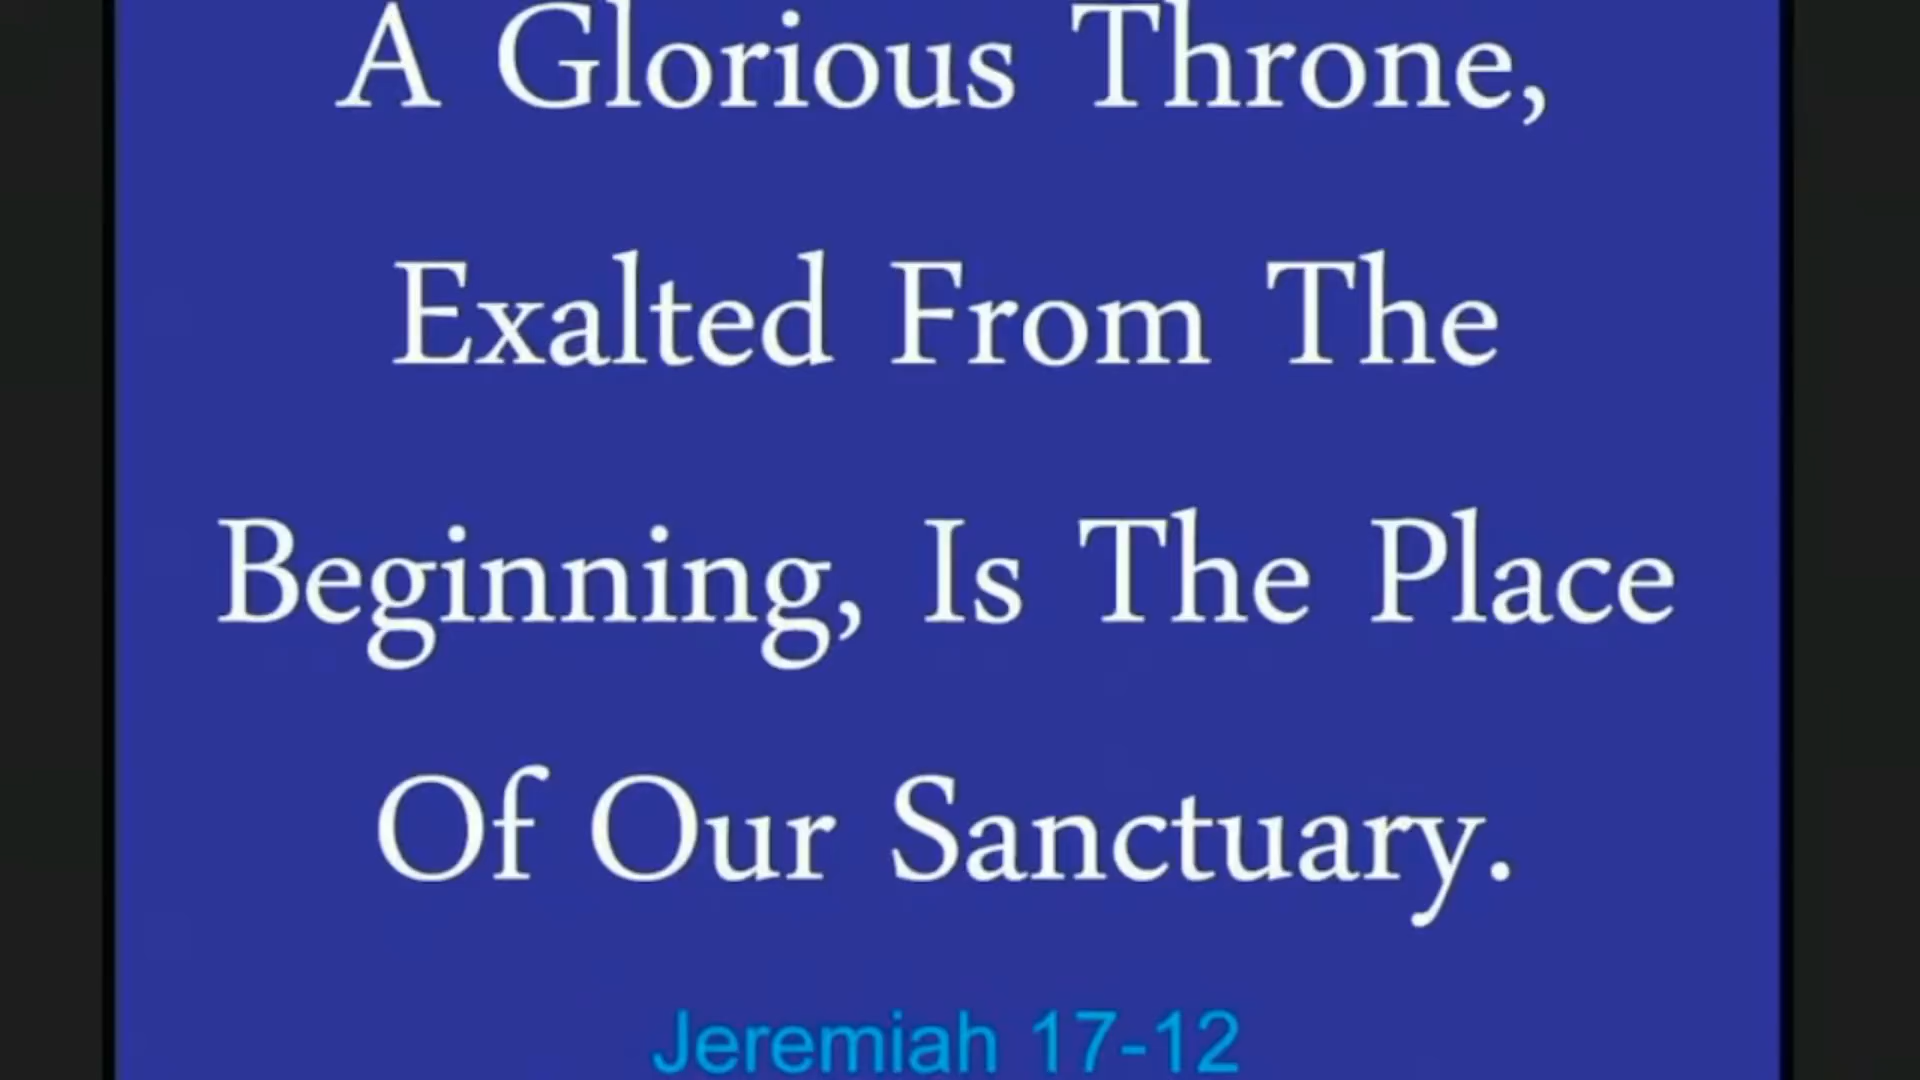 A Glorious Throne,
Exalted From The
Beginning, Is The Place
Of Our Sanctuary.
Jeremiah 17-12